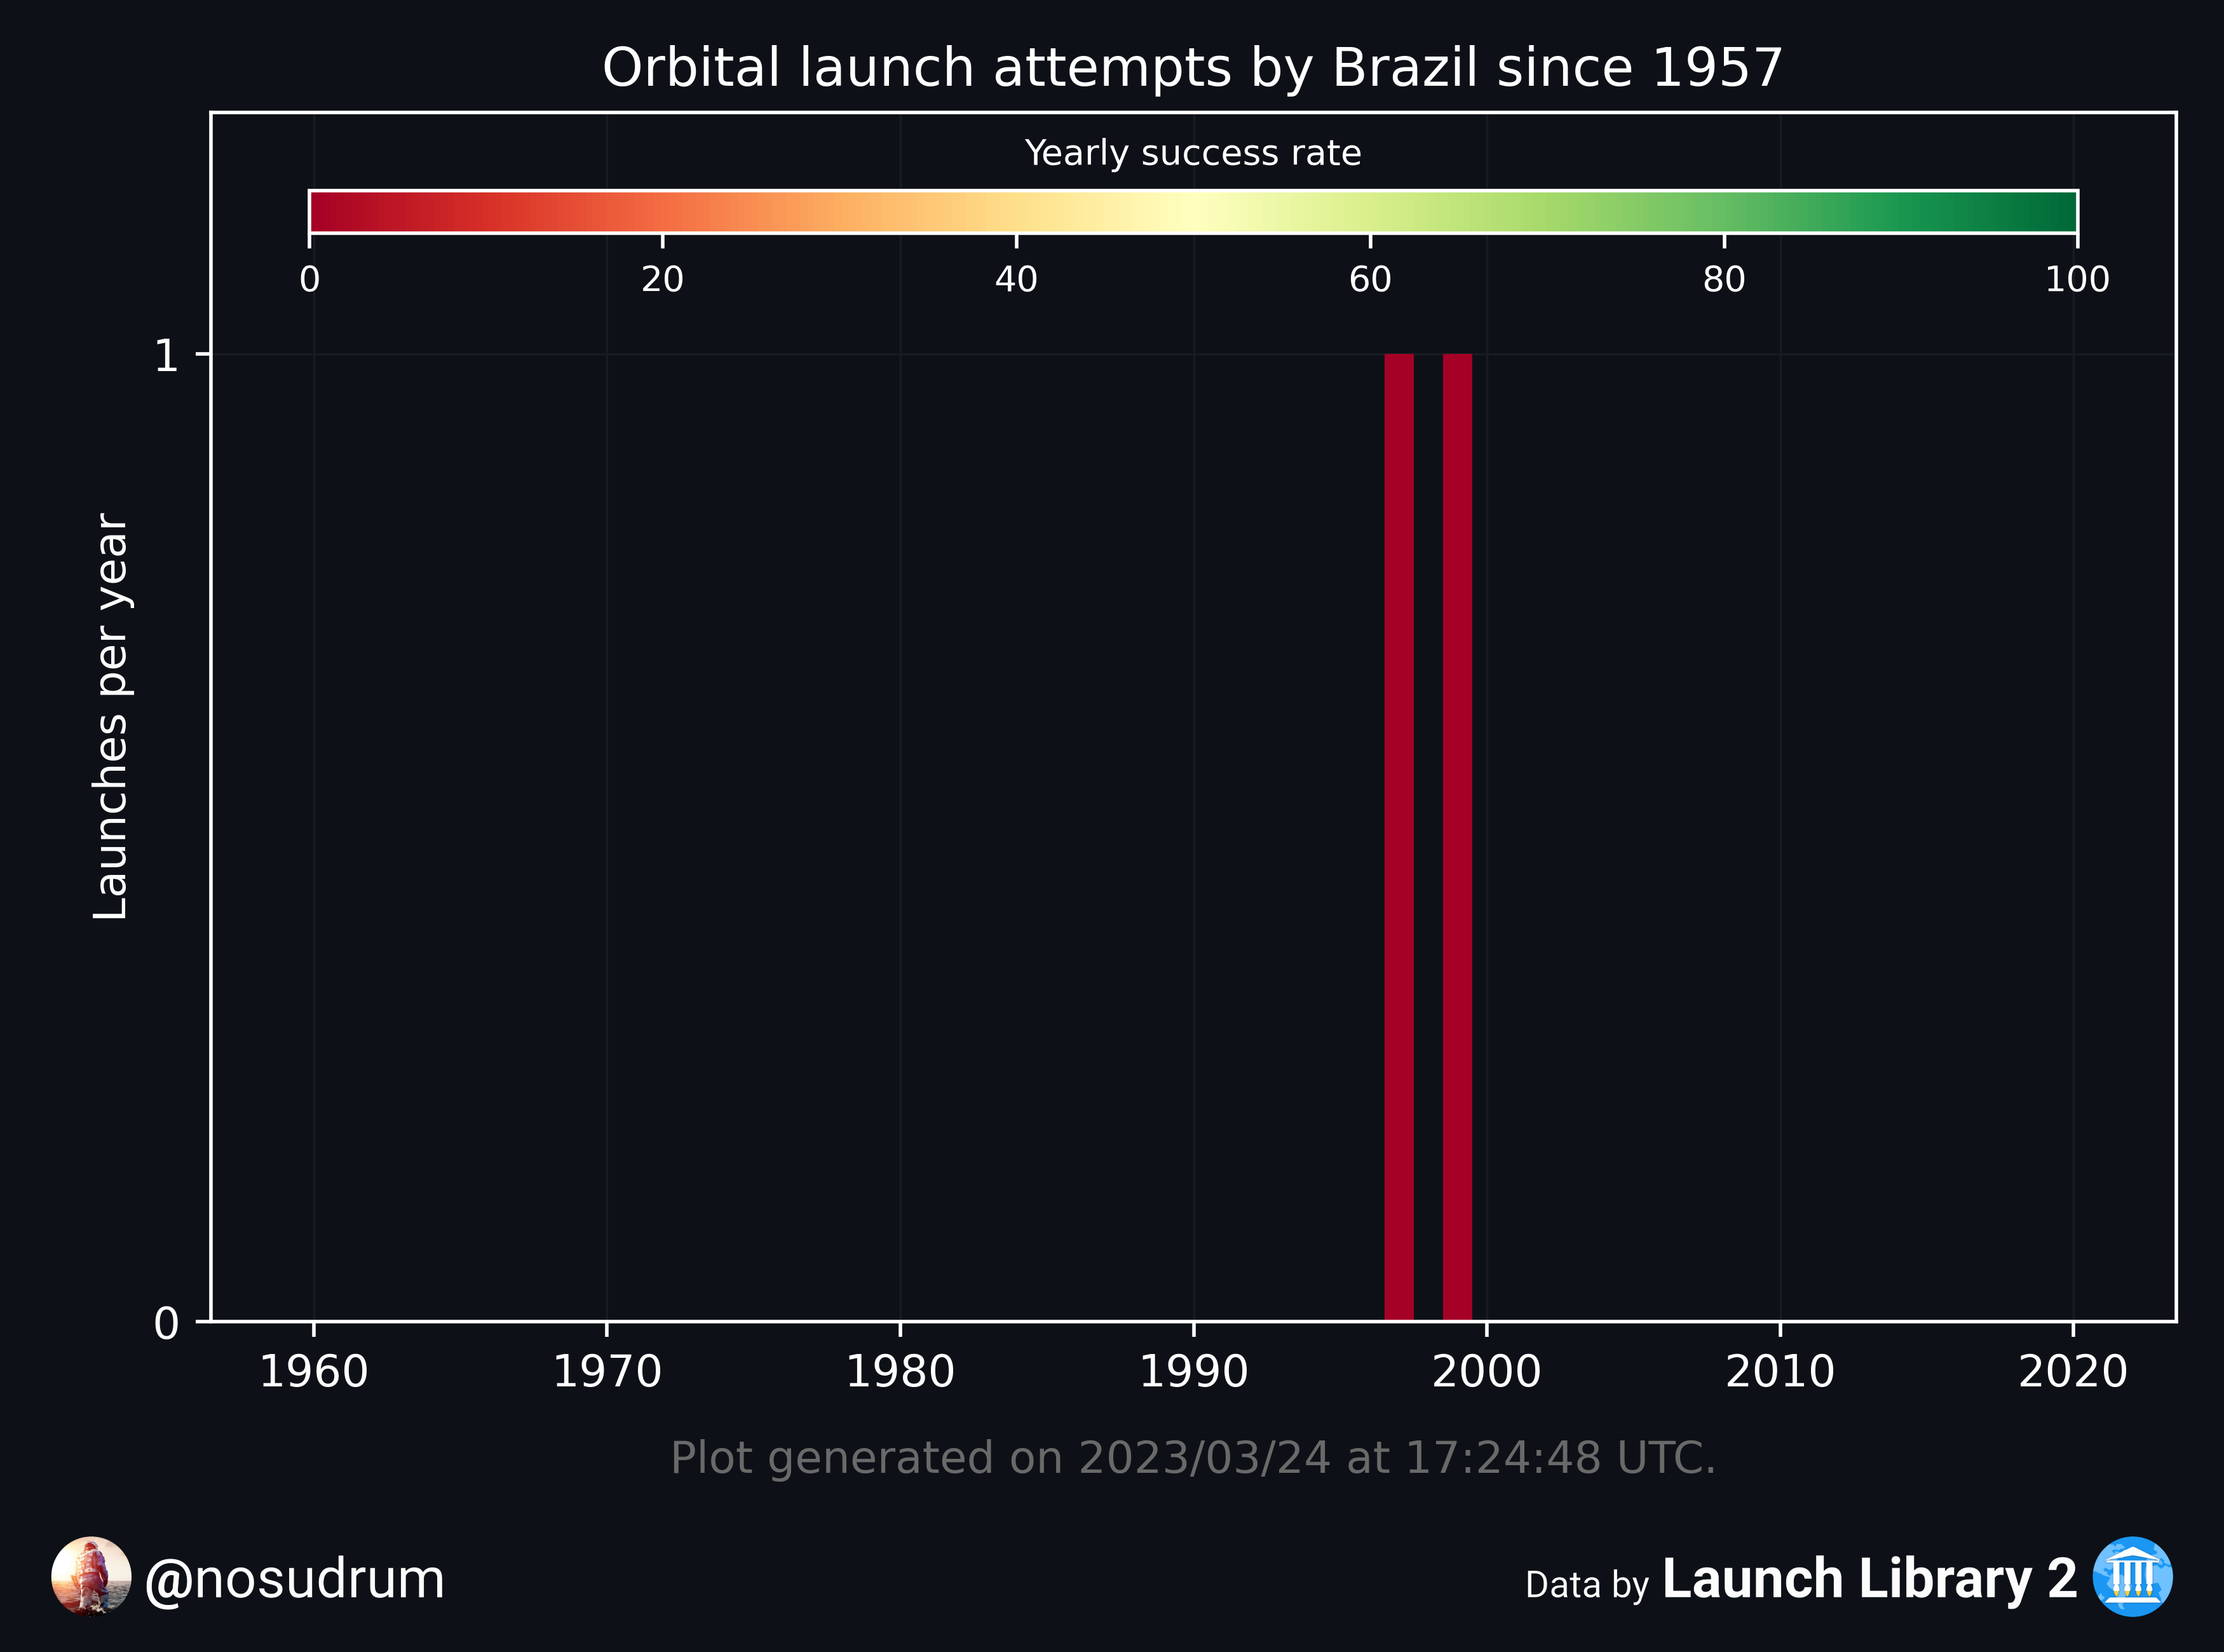 Orbital launch attempts by Brazil since 1957
Yearly success rate
0 20 40 60 80 100
1
Launches per year
0
1960 1970 1980 1990 2000 2010 2020
Plot generated on 2023/03/24 at 17:24:48 UTC.
@nosudrum
Data by Launch Library 2